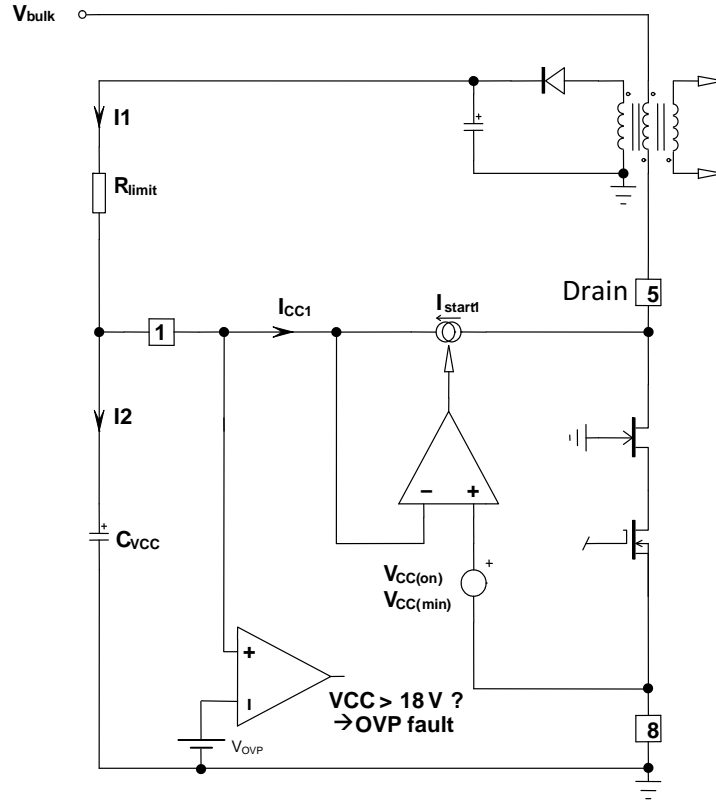 Vbulk
I1
Rlimit
Drain
5
1
ICC1
Istart1
I2
CVCC
VCC(on)
VCC(min)
VCC > 18 V ?
→OVP fault
VOVP
8